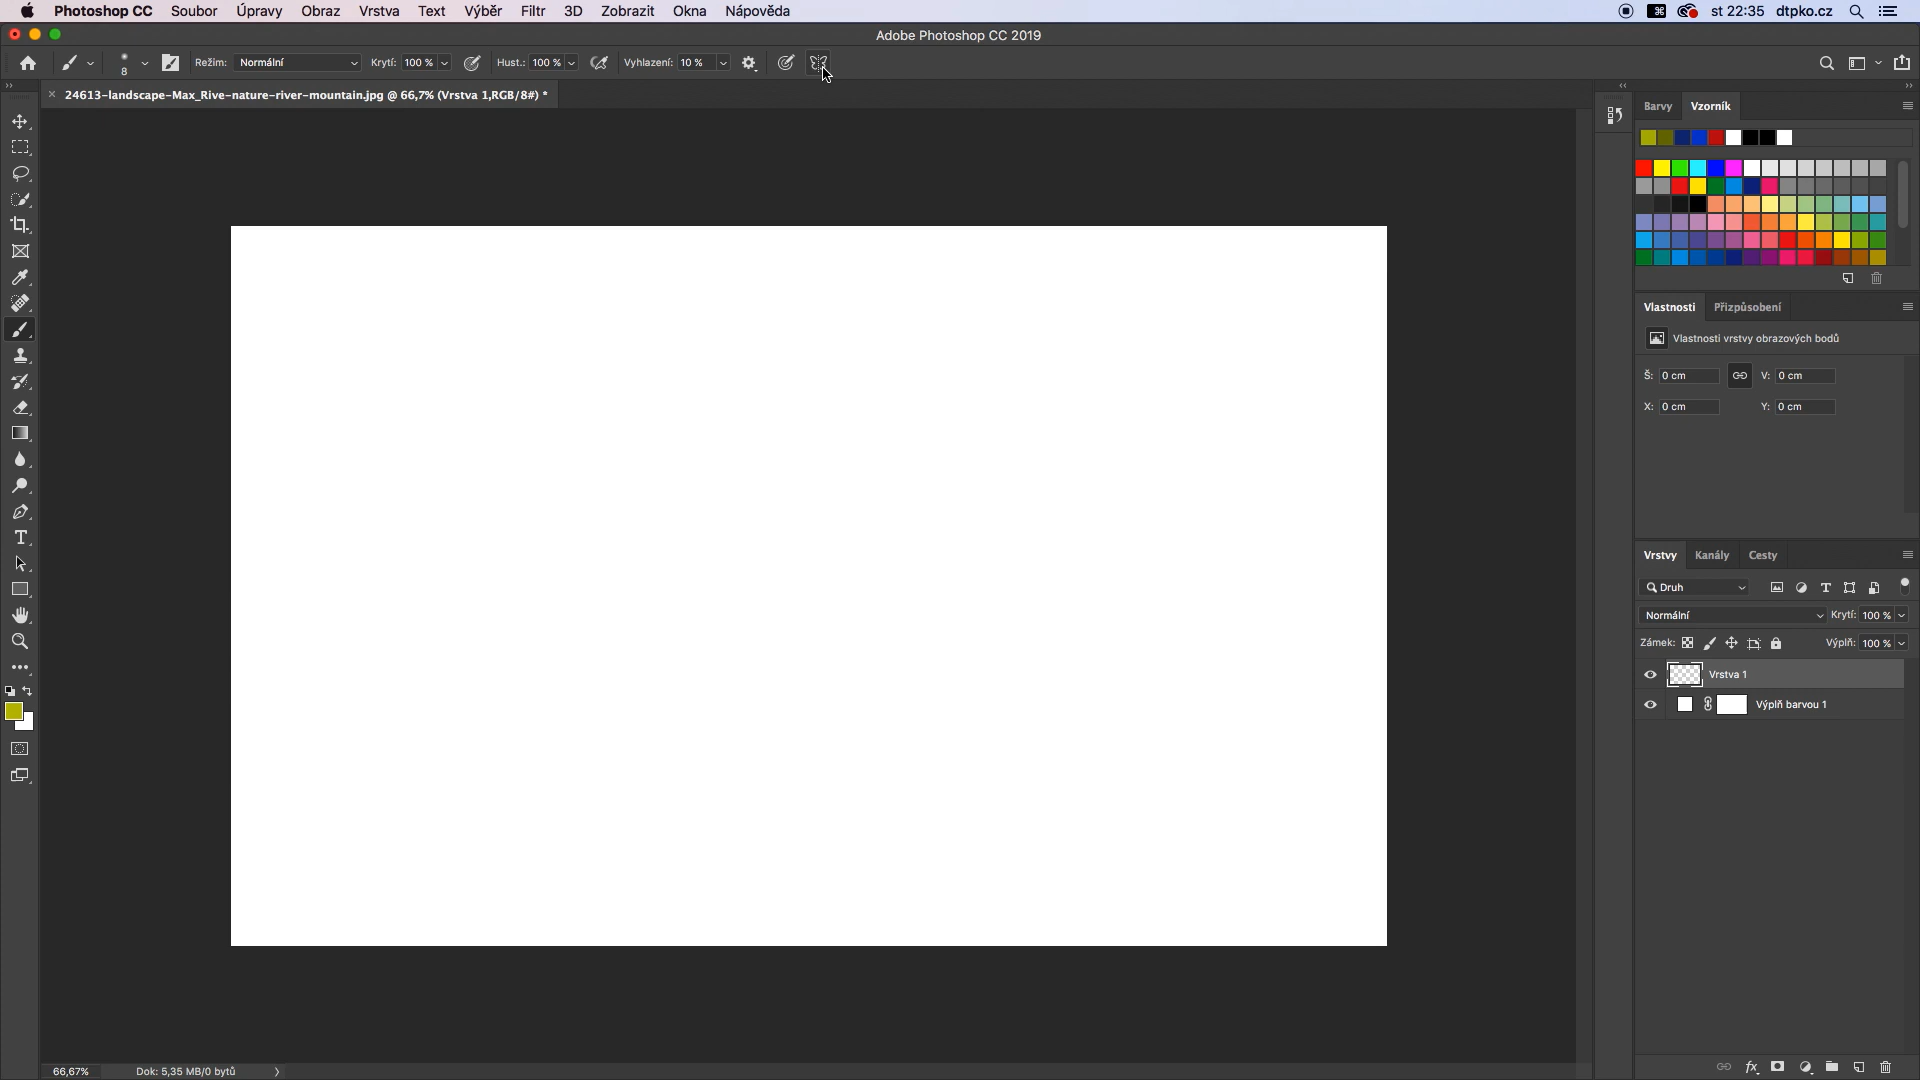 Photoshop CC Soubor Úpravy Obraz Vrstva Text Výběr Filtr 3D Zobrazit Okna Nápověda st 22:35 dtpko.cz
Adobe Photoshop CC 2019
8 Režim: Normální Krytí: 100 % Hust.: 100 % Vyhlazení: 10 %
24613-landscape-Max_Rive-nature-river-mountain.jpg @ 66,7% (Vrstva 1,RGB/8#) *
Barvy Vzorník
Vlastnosti Přizpůsobení
Vlastnosti vrstvy obrazových bodů
Š: 0 cm V: 0 cm
X: 0 cm Y: 0 cm
Vrstvy Kanály Cesty
Druh
Normální Krytí: 100 %
Zámek: Výplň: 100 %
Vrstva 1
Výplň barvou 1
66,67% Dok: 5,35 MB/0 bytů